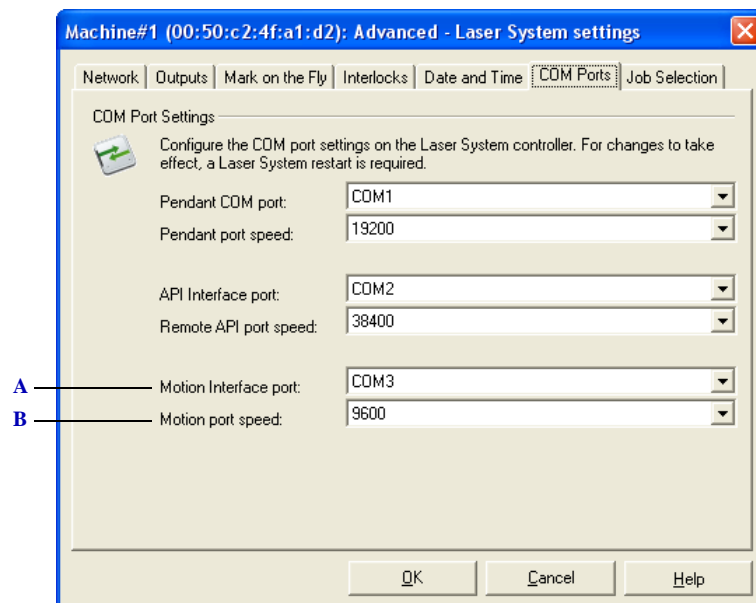 Machine#1 (00:50:c2:4f:a1:d2): Advanced - Laser System settings
Network Outputs Mark on the Fly Interlocks Date and Time COM Ports Job Selection
COM Port Settings
Configure the COM port settings on the Laser System controller. For changes to take
effect, a Laser System restart is required.
Pendant COM port: COM1
Pendant port speed: 19200
API Interface port: COM2
Remote API port speed: 38400
A Motion Interface port: COM3
B Motion port speed: 9600
OK Cancel Help